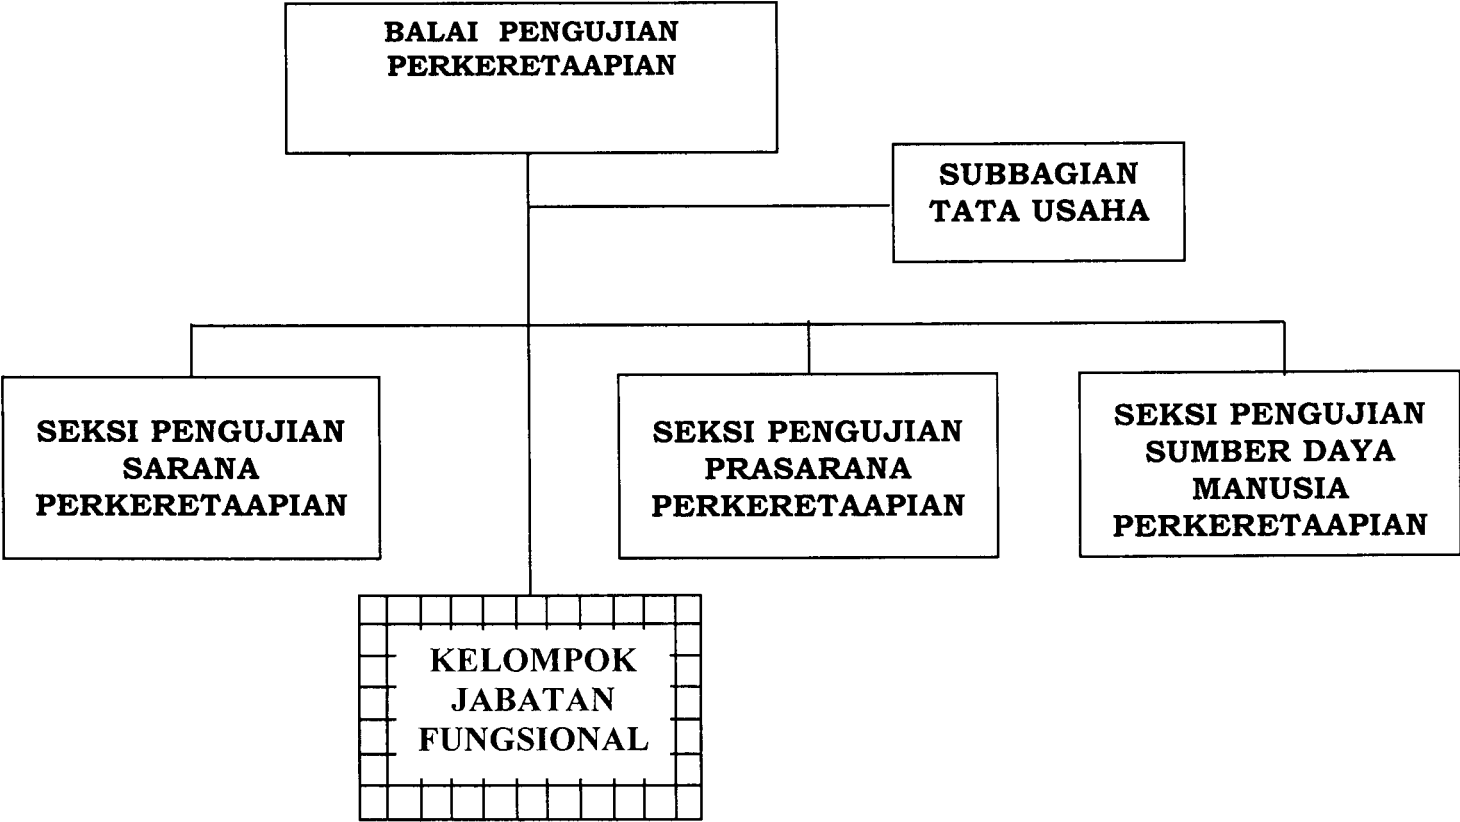 BALAI PENGUJIAN
PERKERETAAPIAN
SUBBAGIAN
TATA USAHA
SEKSI PENGUJIAN
SARANA
PERKERETAAPIAN
SEKSI PENGUJIAN
PRASARANA
PERKERETAAPIAN
SEKSI PENGUJIAN
SUMBER DAYA
MANUSIA
PERKERETAAPIAN
KELOMPOK
JABATAN
FUNGSIONAL